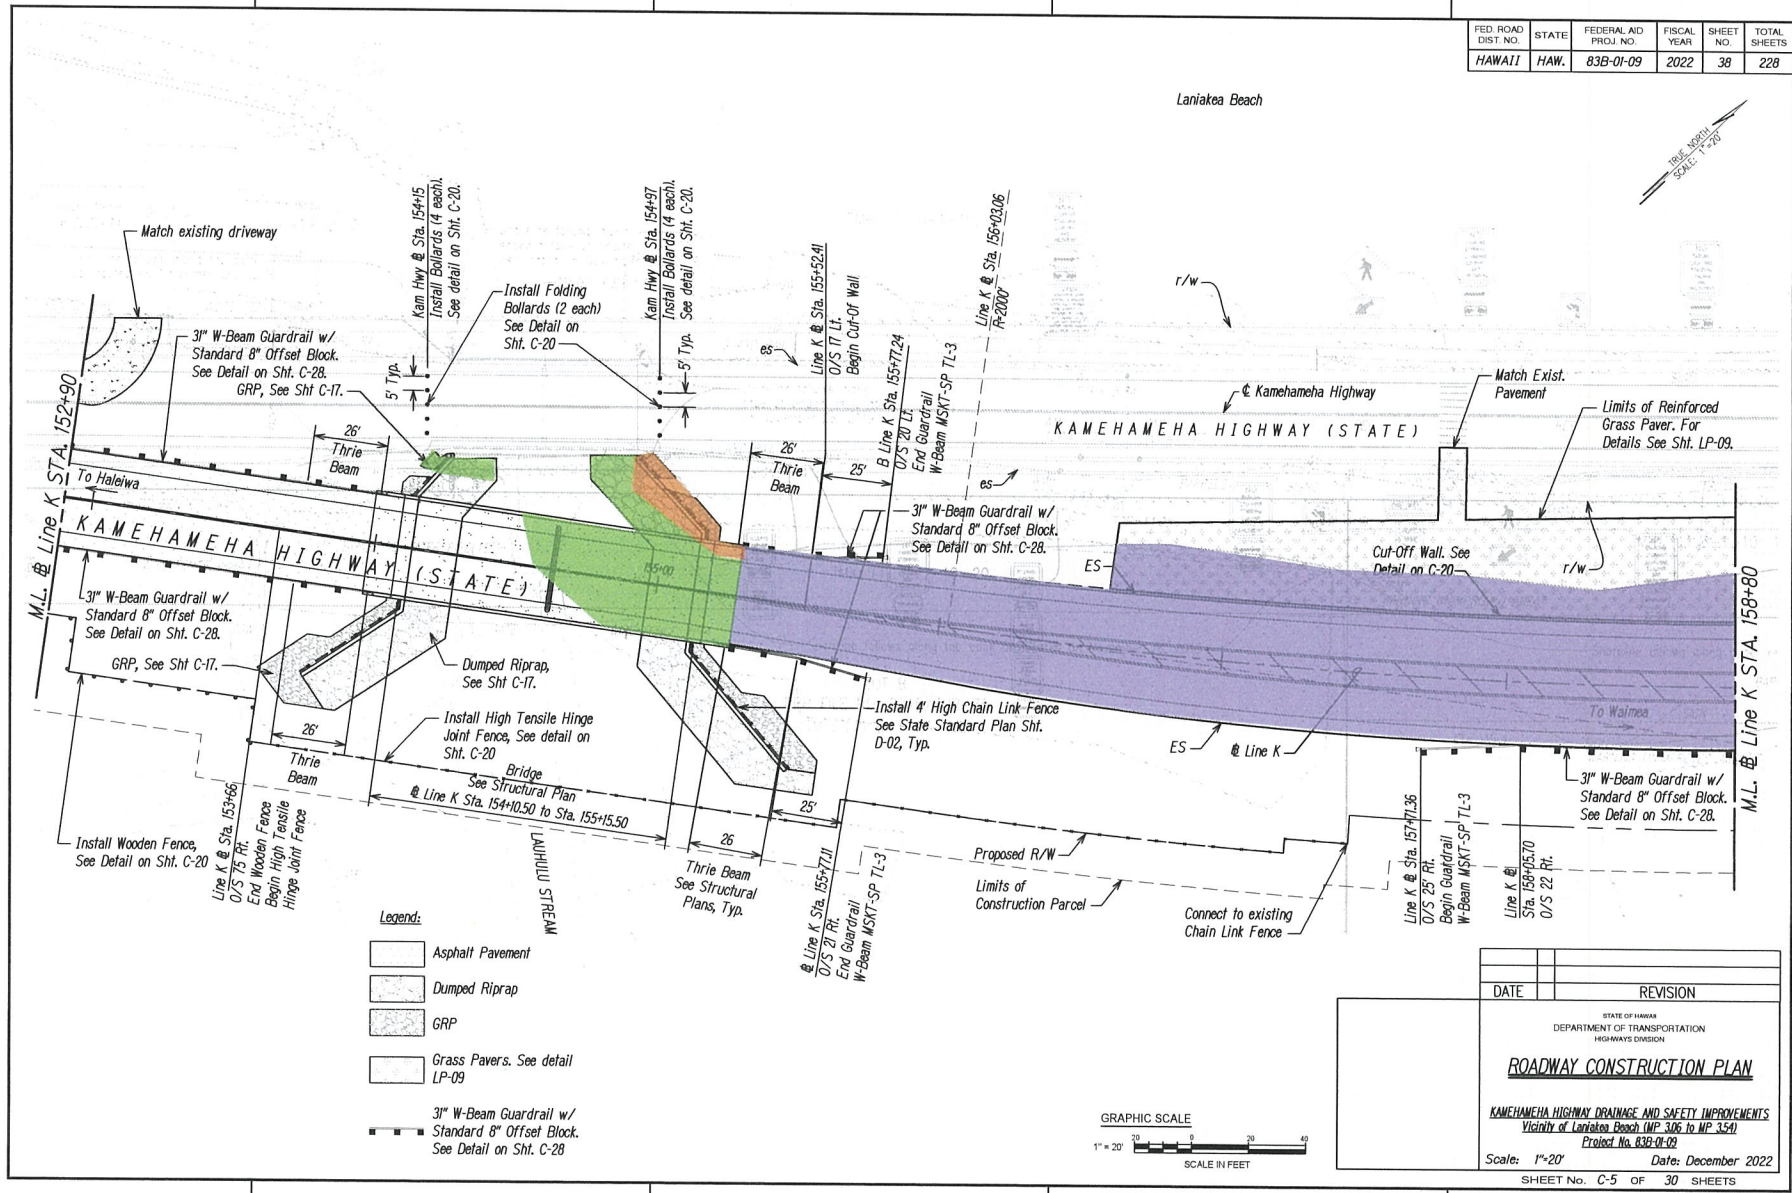 FED. ROAD
DIST. NO.
STATE
FEDERAL AID
PROJ. NO.
FISCAL
YEAR
SHEET
NO.
TOTAL
SHEETS
HAWAII
HAW.
83B-01-09
2022
38
228
Laniakea Beach
TRUE NORTH
SCALE: 1"=20'
Match existing driveway
Kam Hwy ℄ Sta. 154+15
Install Bollards (4 each).
See detail on Sht. C-20.
Install Folding
Bollards (2 each)
See Detail on
Sht. C-20
Kam Hwy ℄ Sta. 154+97
Install Bollards (4 each).
See detail on Sht. C-20.
5' Typ.
5' Typ.
31" W-Beam Guardrail w/
Standard 8" Offset Block.
See Detail on Sht. C-28.
GRP, See Sht C-17.
26'
Thrie
Beam
es
Line K ℄ Sta. 155+52.41
O/S 17 Lt.
Begin Cut-Of Wall
B Line K Sta. 155+77.24
O/S 20 Lt.
End Guardrail
W-Beam MSKT-SP TL-3
Line K ℄ Sta. 156+03.06
R=2000'
r/w
℄ Kamehameha Highway
KAMEHAMEHA HIGHWAY (STATE)
Match Exist.
Pavement
Limits of Reinforced
Grass Paver. For
Details See Sht. LP-09.
26'
Thrie
Beam
25'
es
31" W-Beam Guardrail w/
Standard 8" Offset Block.
See Detail on Sht. C-28.
ES
Cut-Off Wall. See
Detail on C-20
r/w
M.L. ℄ Line K STA. 152+90
To Haleiwa
KAMEHAMEHA HIGHWAY (STATE)
155+00
31" W-Beam Guardrail w/
Standard 8" Offset Block.
See Detail on Sht. C-28.
GRP, See Sht C-17.
Dumped Riprap,
See Sht C-17.
26'
Thrie
Beam
Install High Tensile Hinge
Joint Fence, See detail on
Sht. C-20
Bridge
See Structural Plan
℄ Line K Sta. 154+10.50 to Sta. 155+15.50
Install 4' High Chain Link Fence
See State Standard Plan Sht.
D-02, Typ.
ES
℄ Line K
To Waimea
M.L. ℄ Line K STA. 158+80
31" W-Beam Guardrail w/
Standard 8" Offset Block.
See Detail on Sht. C-28.
Install Wooden Fence,
See Detail on Sht. C-20
Line K ℄ Sta. 153+66
O/S 75 Rt.
End Wooden Fence
Begin High Tensile
Hinge Joint Fence
LAUHULU STREAM
26
Thrie Beam
See Structural
Plans, Typ.
25'
℄ Line K Sta. 155+77.11
O/S 21 Rt.
End Guardrail
W-Beam MSKT-SP TL-3
Proposed R/W
Limits of
Construction Parcel
Connect to existing
Chain Link Fence
Line K ℄ Sta. 157+71.36
O/S 25' Rt.
Begin Guardrail
W-Beam MSKT-SP TL-3
Line K ℄
Sta. 158+05.70
O/S 22 Rt.
Legend:
Asphalt Pavement
Dumped Riprap
GRP
Grass Pavers. See detail
LP-09
31" W-Beam Guardrail w/
Standard 8" Offset Block.
See Detail on Sht. C-28
GRAPHIC SCALE
1" = 20'
20 0 20 40
SCALE IN FEET
DATE
REVISION
STATE OF HAWAII
DEPARTMENT OF TRANSPORTATION
HIGHWAYS DIVISION
ROADWAY CONSTRUCTION PLAN
KAMEHAMEHA HIGHWAY DRAINAGE AND SAFETY IMPROVEMENTS
Vicinity of Laniakea Beach (MP 3.06 to MP 3.54)
Project No. 83B-01-09
Scale: 1"=20' Date: December 2022
SHEET No. C-5 OF 30 SHEETS